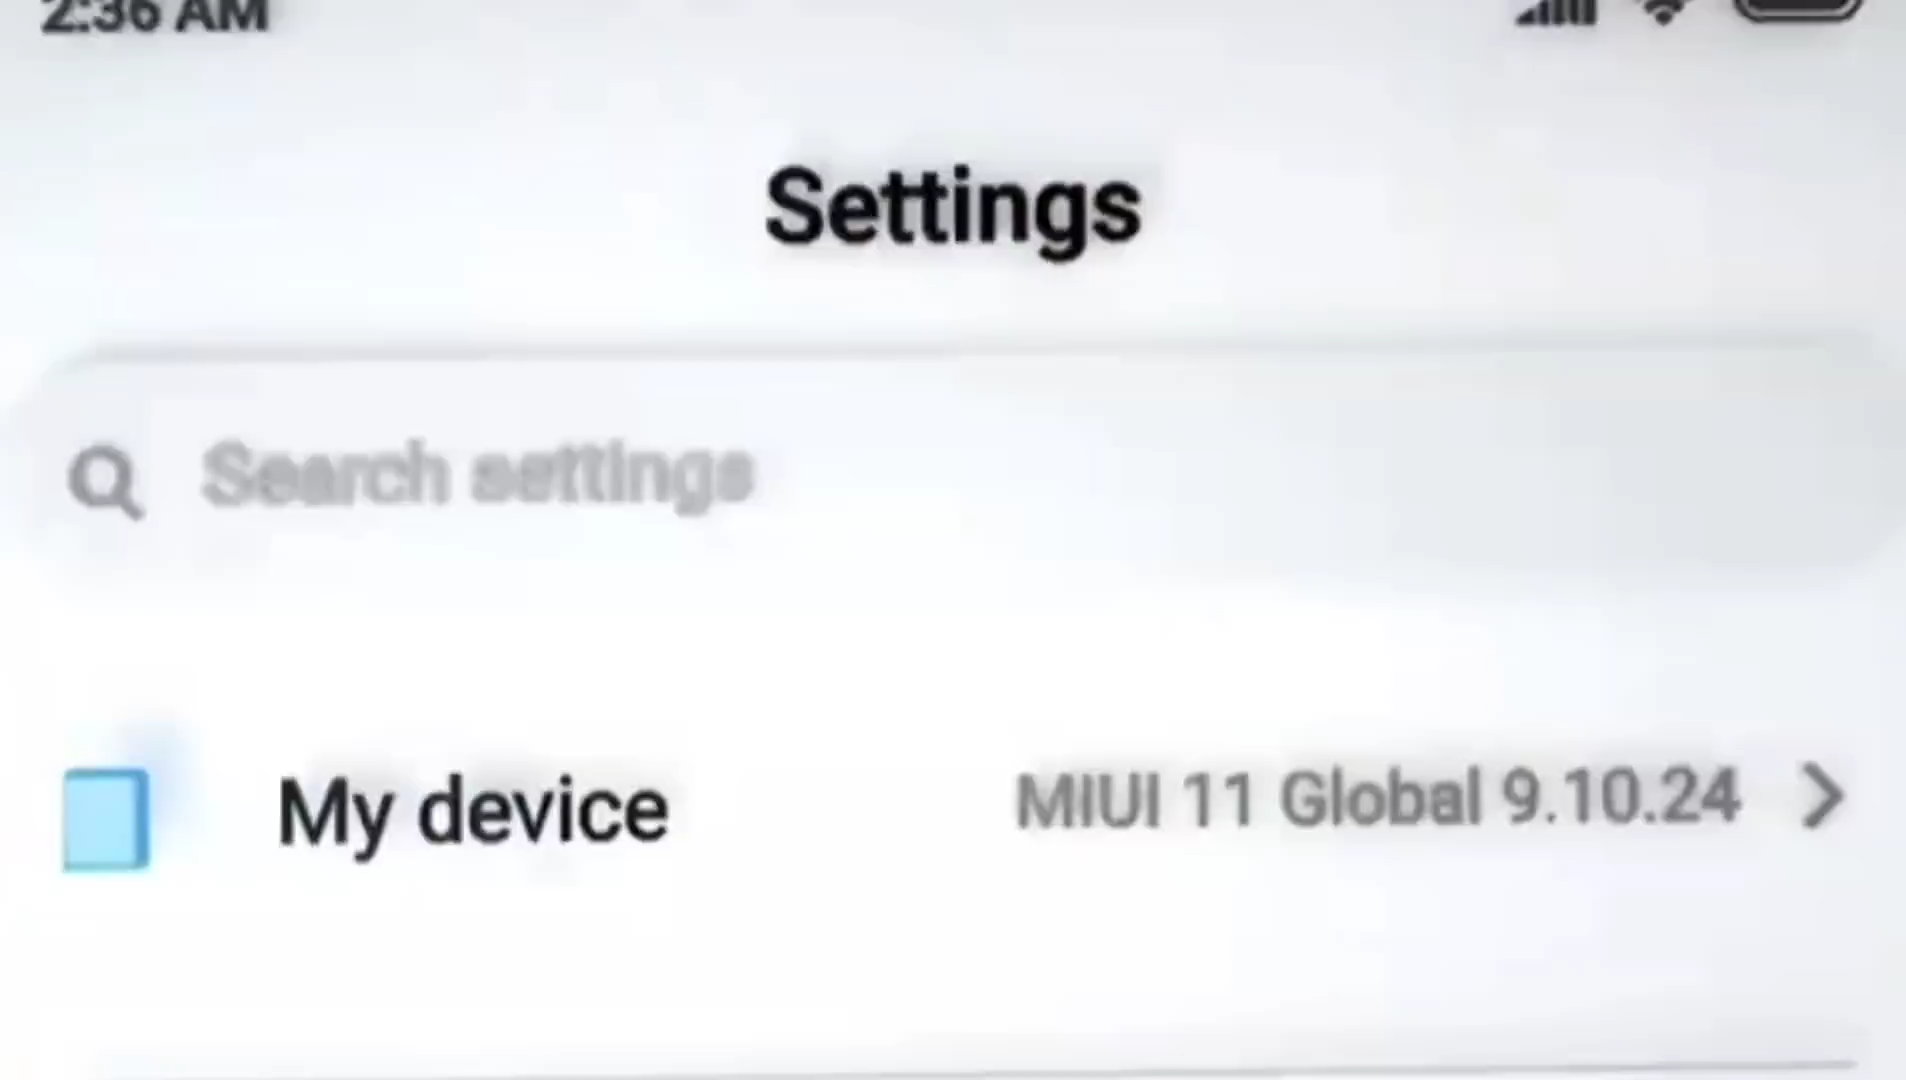 2:36 AM
Settings
Search settings
My device
MIUI 11 Global 9.10.24